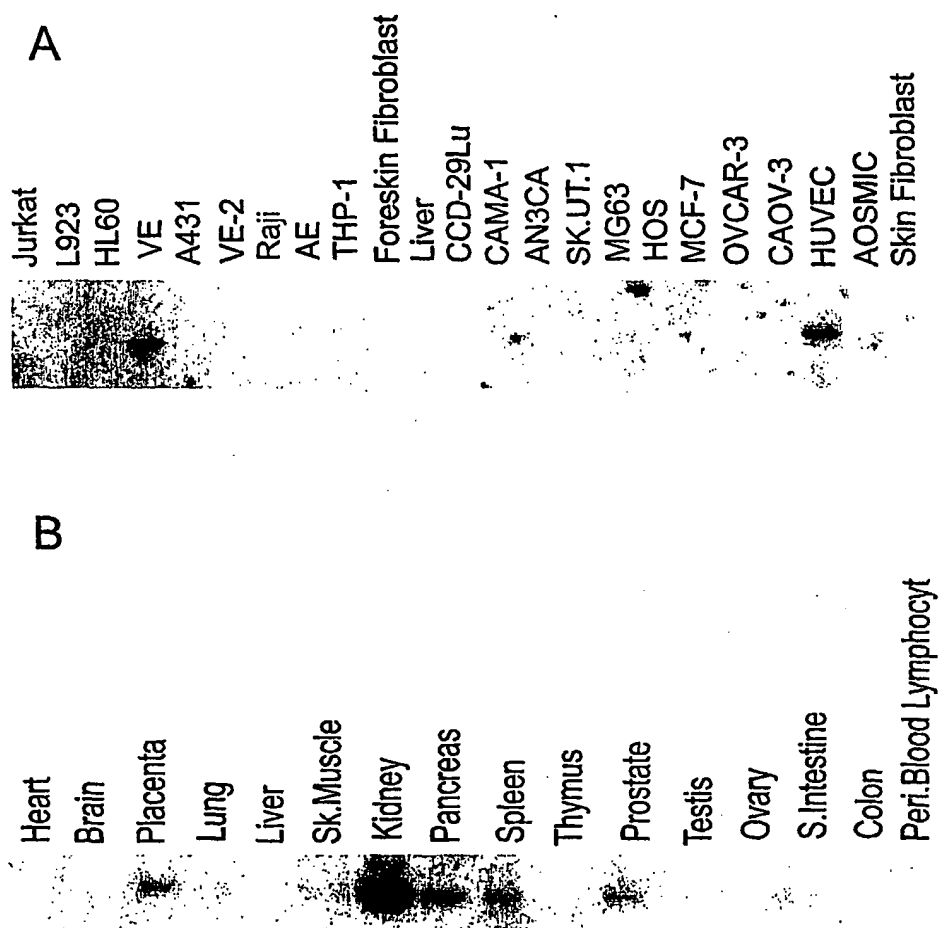 A
Jurkat
L923
HL60
VE
A431
VE-2
Raji
AE
THP-1
Foreskin Fibroblast
Liver
CCD-29Lu
CAMA-1
AN3CA
SK.UT.1
MG63
HOS
MCF-7
OVCAR-3
CAOV-3
HUVEC
AOSMIC
Skin Fibroblast
B
Heart
Brain
Placenta
Lung
Liver
Sk.Muscle
Kidney
Pancreas
Spleen
Thymus
Prostate
Testis
Ovary
S.Intestine
Colon
Peri.Blood Lymphocyt